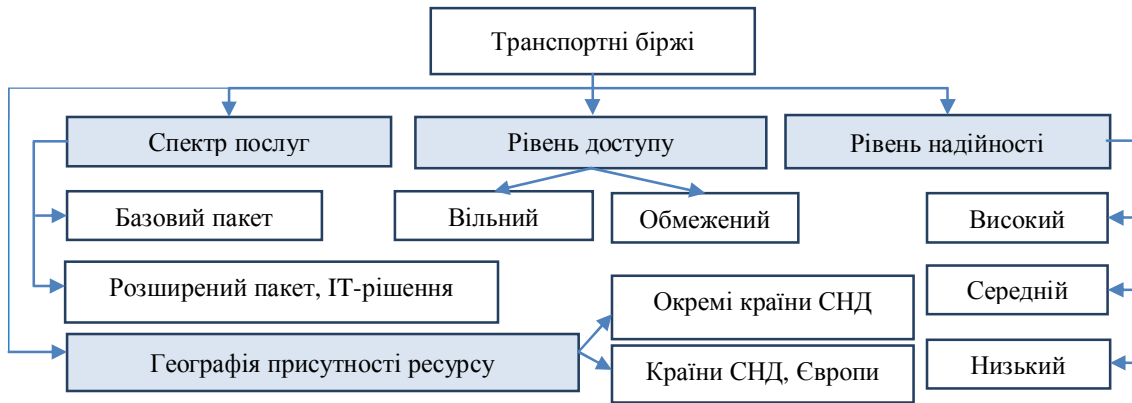 Транспортні біржі
Спектр послуг
Рівень доступу
Рівень надійності
Базовий пакет
Вільний
Обмежений
Високий
Розширений пакет, ІТ-рішення
Окремі країни СНД
Середній
Географія присутності ресурсу
Країни СНД, Європи
Низький